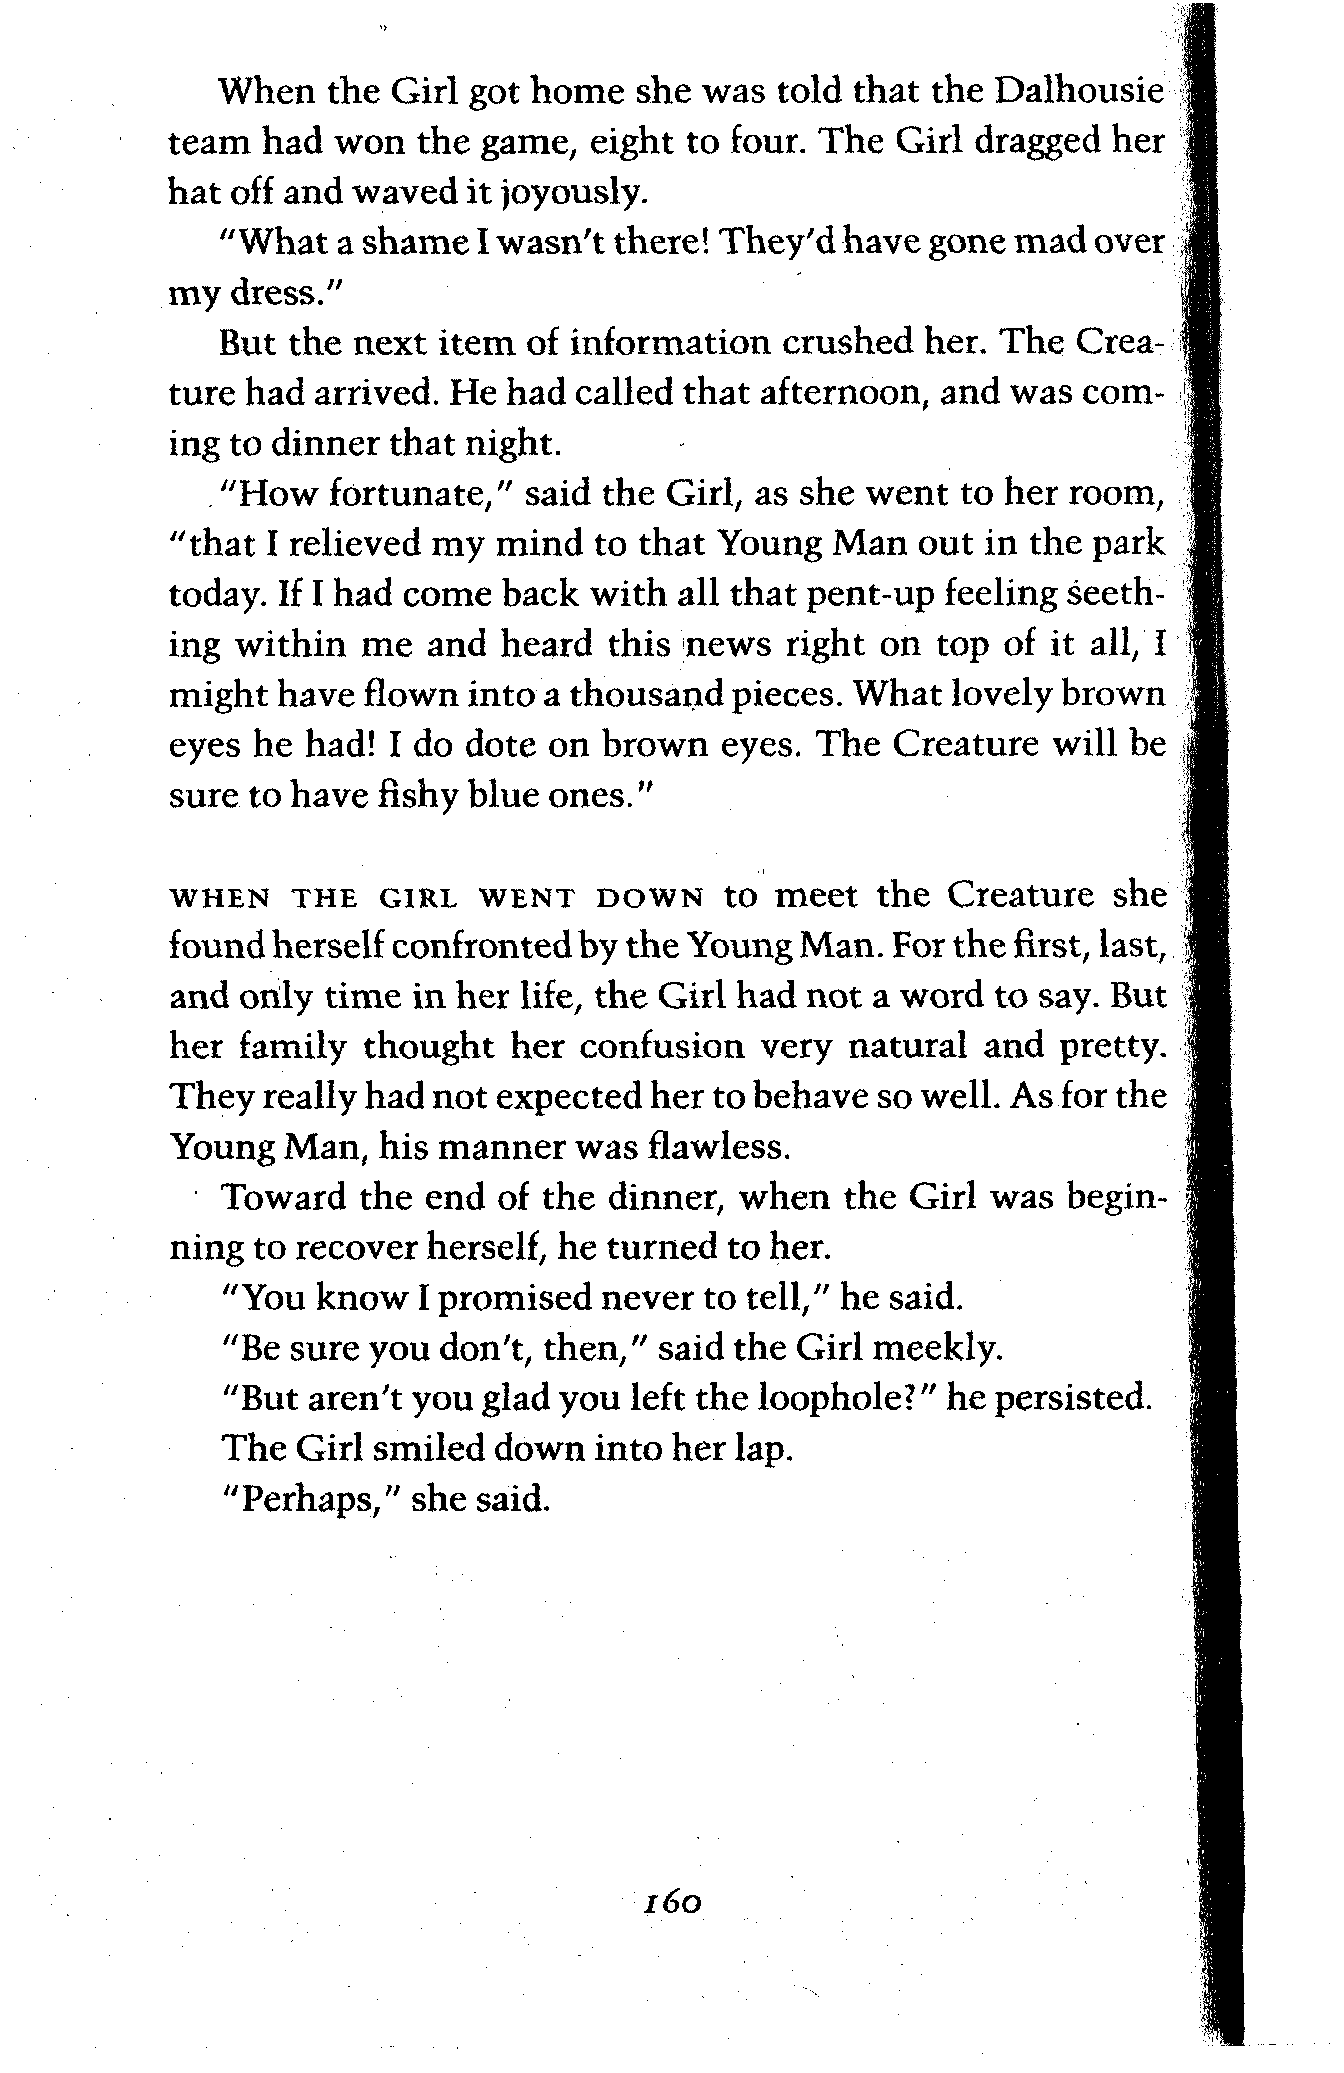 When the Girl got home she was told that the Dalhousie
team had won the game, eight to four. The Girl dragged her
hat off and waved it joyously.
"What a shame I wasn't there! They'd have gone mad over
my dress."
But the next item of information crushed her. The Crea-
ture had arrived. He had called that afternoon, and was com-
ing to dinner that night.
"How fortunate," said the Girl, as she went to her room,
"that I relieved my mind to that Young Man out in the park
today. If I had come back with all that pent-up feeling seeth-
ing within me and heard this news right on top of it all, I
might have flown into a thousand pieces. What lovely brown
eyes he had! I do dote on brown eyes. The Creature will be
sure to have fishy blue ones."
WHEN THE GIRL WENT DOWN to meet the Creature she
found herself confronted by the Young Man. For the first, last,
and only time in her life, the Girl had not a word to say. But
her family thought her confusion very natural and pretty.
They really had not expected her to behave so well. As for the
Young Man, his manner was flawless.
Toward the end of the dinner, when the Girl was begin-
ning to recover herself, he turned to her.
"You know I promised never to tell," he said.
"Be sure you don't, then," said the Girl meekly.
"But aren't you glad you left the loophole?" he persisted.
The Girl smiled down into her lap.
"Perhaps," she said.
160